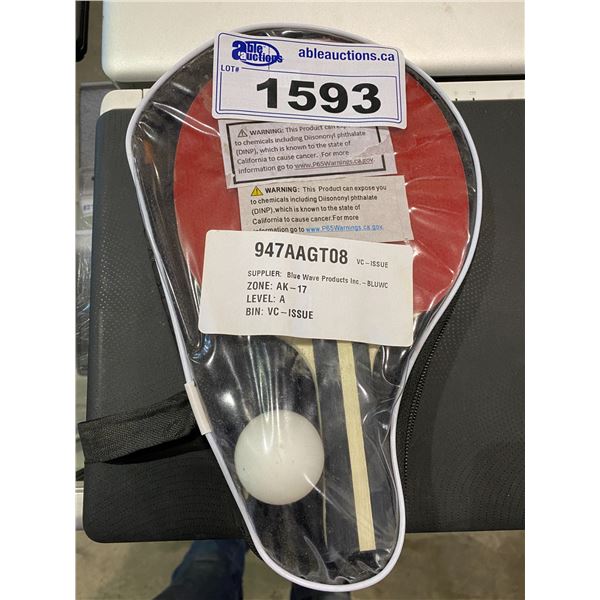 able auctions
ableauctions.ca
LOT#
1593
WARNING: This Product can expo
to chemicals including Diisononyl phthalate
(DINP), which is known to the state of
California to cause cancer. For more
information go to www.P65Warnings.ca.gov.
WARNING: This Product can expose you
to chemicals including Diisononyl phthalate
(DINP),which is known to the state of
California to cause cancer.For more
information go to www.P65Warnings.ca.gov.
947AAGT08 VC-ISSUE
SUPPLIER: Blue Wave Products Inc.-BLUWC
ZONE: AK-17
LEVEL: A
BIN: VC-ISSUE